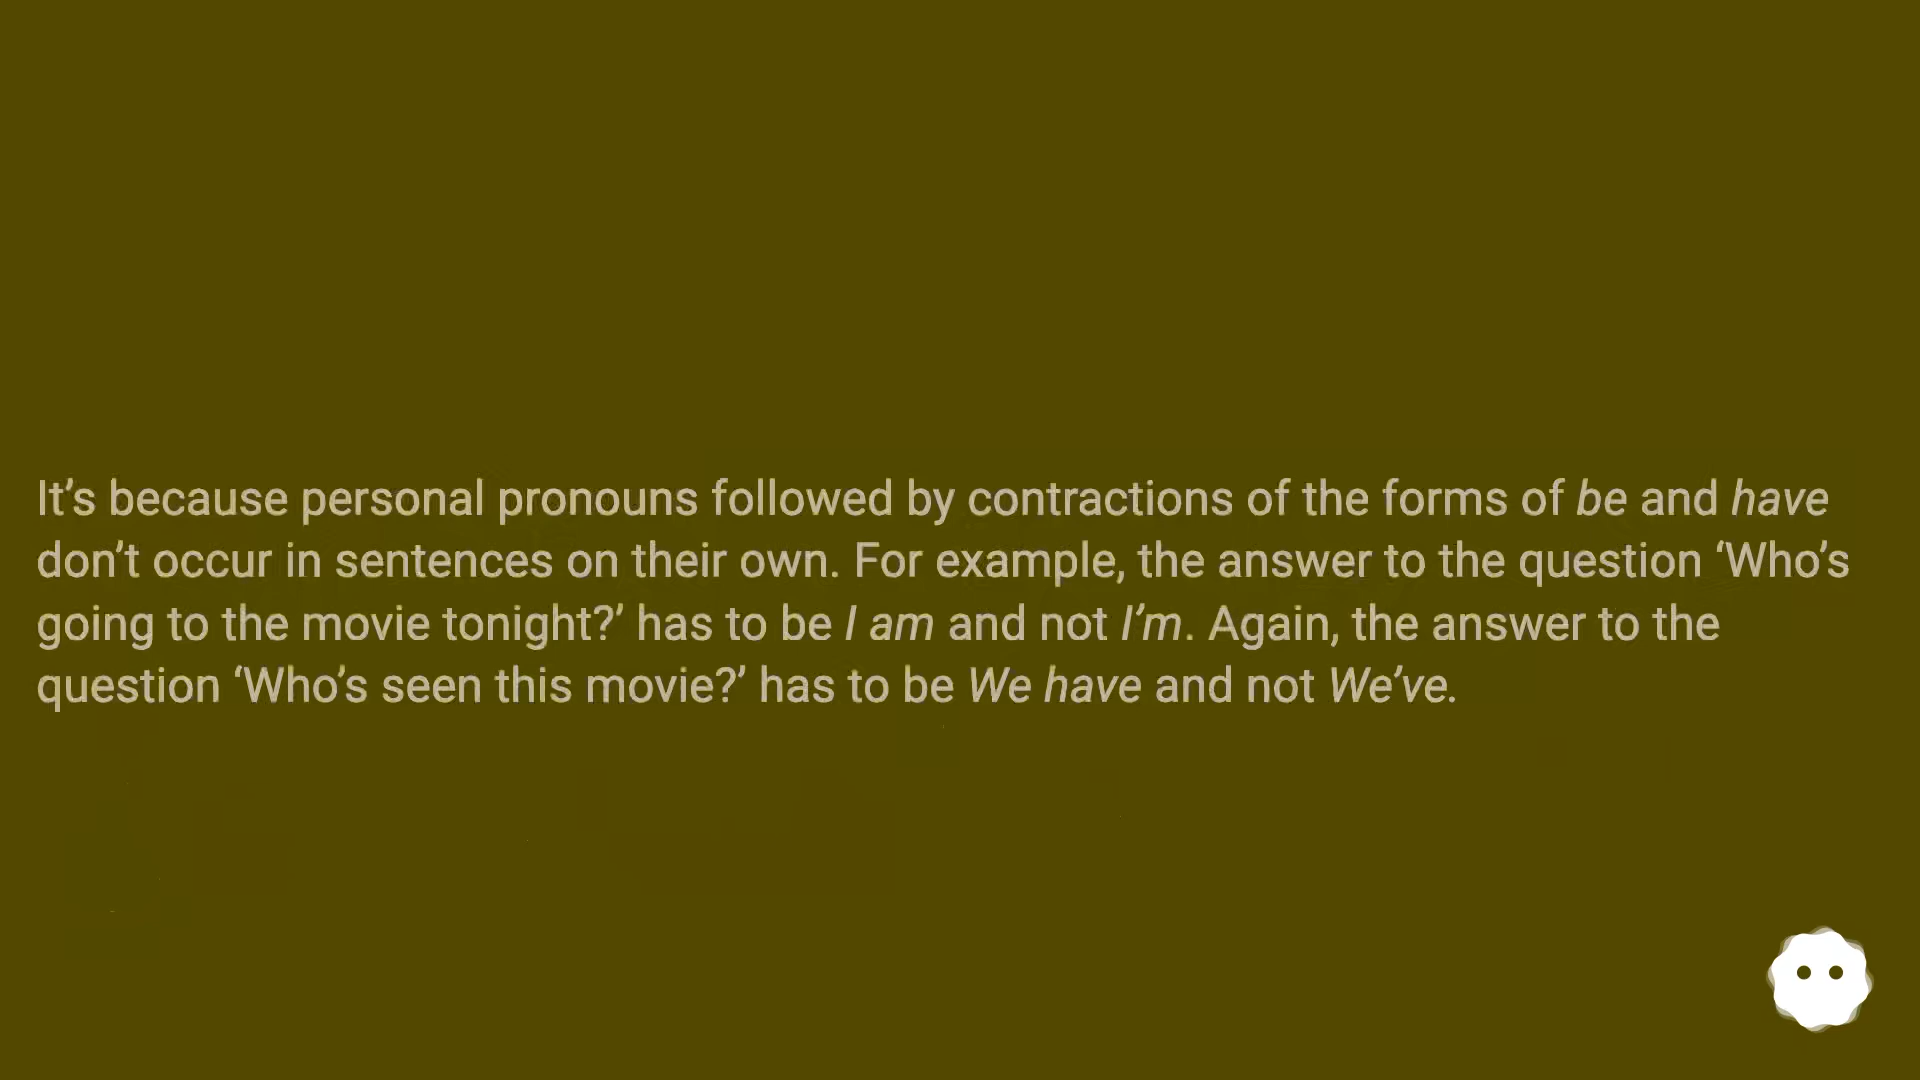 It’s because personal pronouns followed by contractions of the forms of be and have
don’t occur in sentences on their own. For example, the answer to the question ‘Who’s
going to the movie tonight?’ has to be I am and not I’m. Again, the answer to the
question ‘Who’s seen this movie?’ has to be We have and not We’ve.